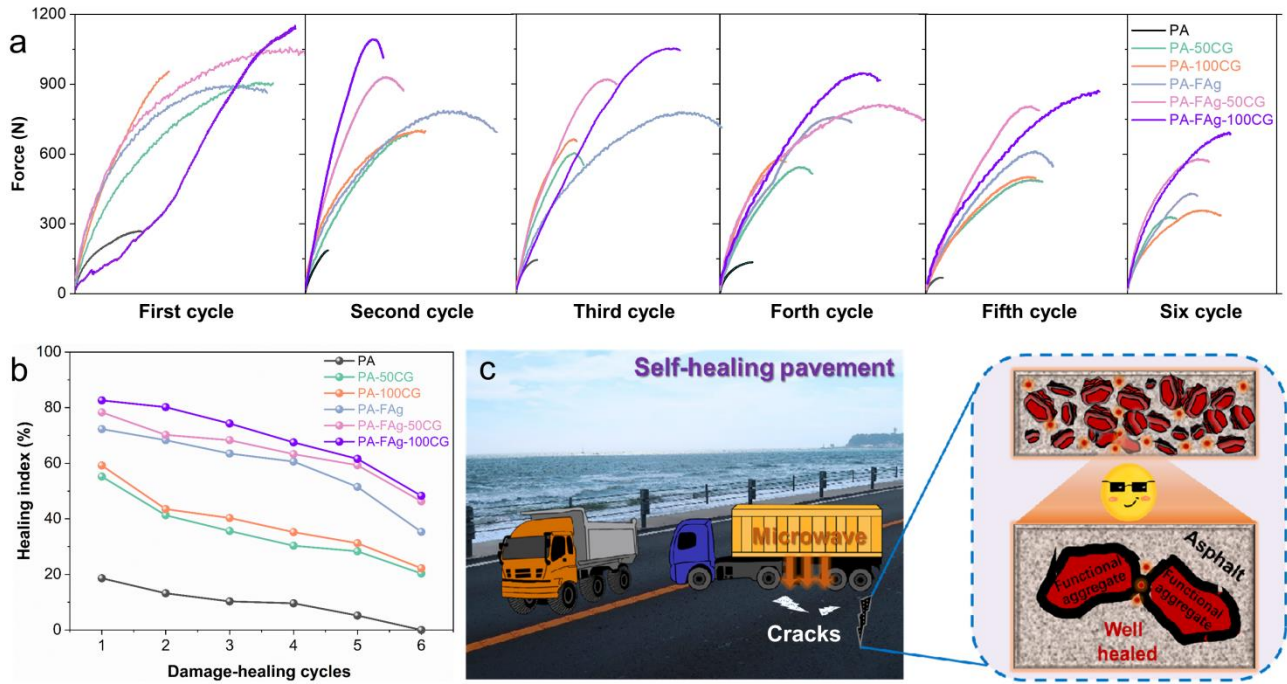 a
Force (N)
1200
900
600
300
0
First cycle
Second cycle
Third cycle
Forth cycle
Fifth cycle
Six cycle
PA
PA-50CG
PA-100CG
PA-FAg
PA-FAg-50CG
PA-FAg-100CG
b
Healing index (%)
100
80
60
40
20
0
PA
PA-50CG
PA-100CG
PA-FAg
PA-FAg-50CG
PA-FAg-100CG
1 2 3 4 5 6
Damage-healing cycles
c
Self-healing pavement
Microwave
Cracks
Asphalt
Functional
aggregate
Functional
aggregate
Well
healed